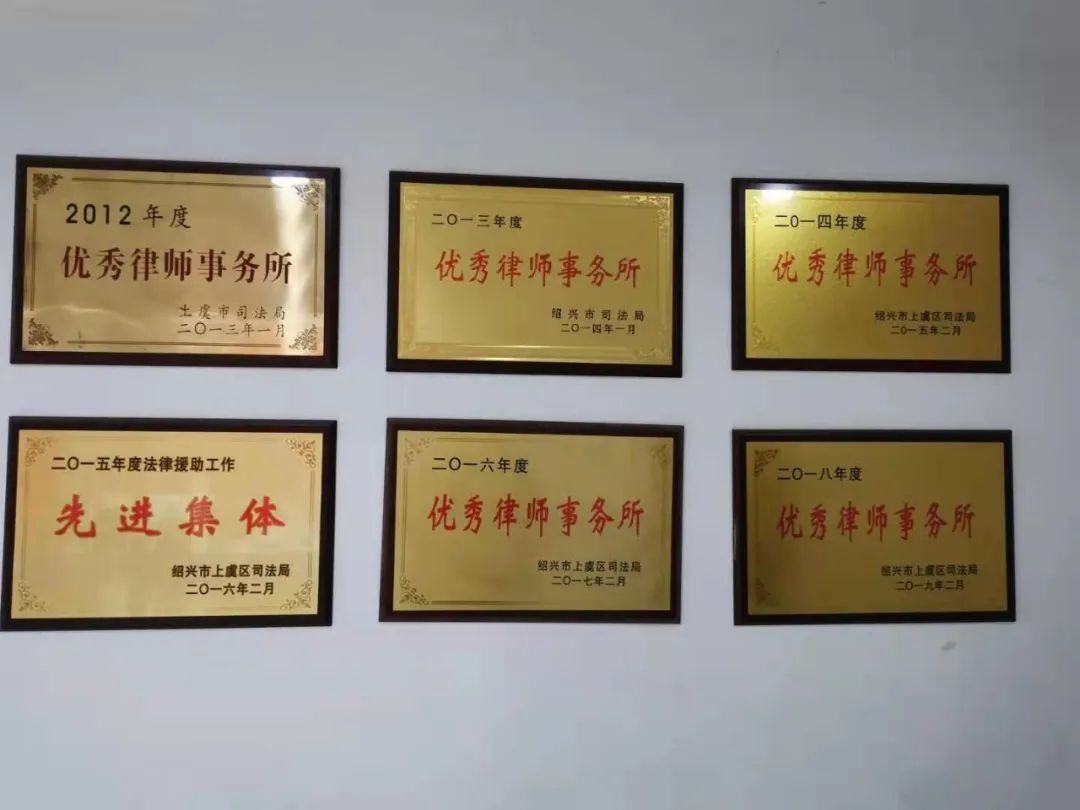 2012年度
优秀律师事务所
上虞市司法局
二〇一三年一月
二〇一三年度
优秀律师事务所
绍兴市司法局
二〇一四年一月
二〇一四年度
优秀律师事务所
绍兴市上虞区司法局
二〇一五年二月
二〇一五年度法律援助工作
先进集体
绍兴市上虞区司法局
二〇一六年二月
二〇一六年度
优秀律师事务所
绍兴市上虞区司法局
二〇一七年二月
二〇一八年度
优秀律师事务所
绍兴市上虞区司法局
二〇一九年二月